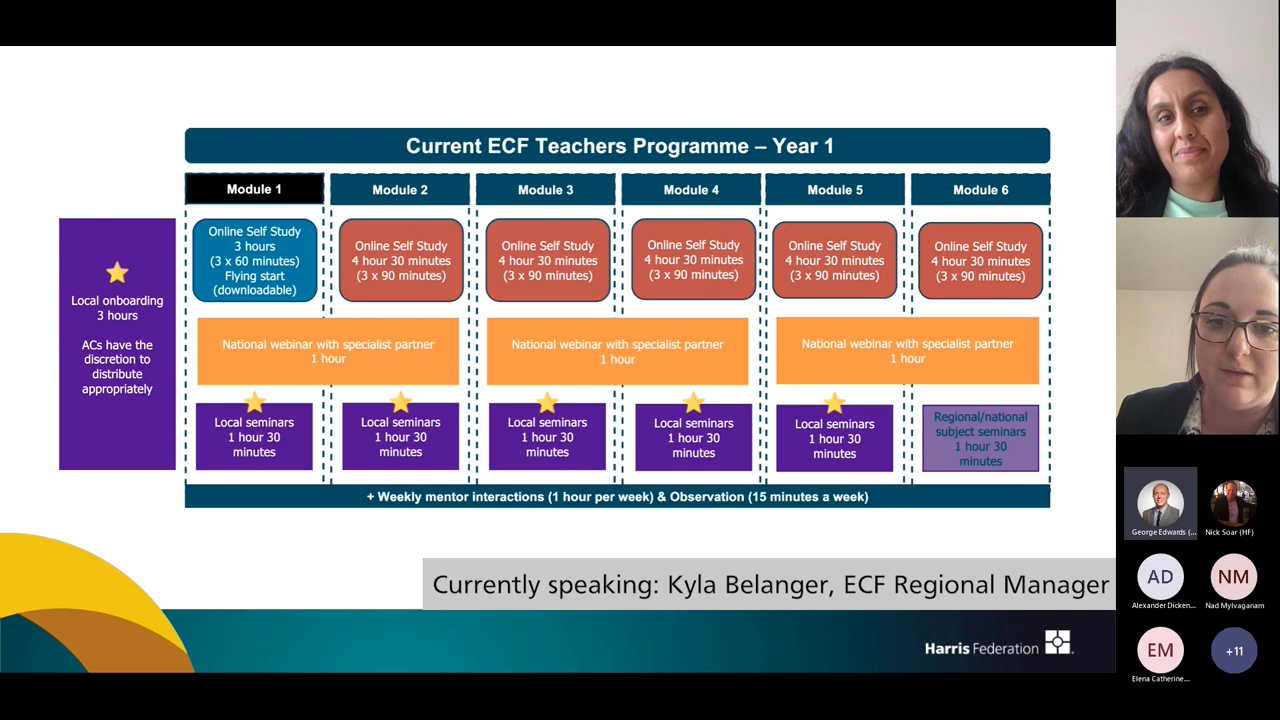 Current ECF Teachers Programme – Year 1
Module 1
Module 2
Module 3
Module 4
Module 5
Module 6
Local onboarding
3 hours
ACs have the
discretion to
distribute
appropriately
Online Self Study
3 hours
(3 x 60 minutes)
Flying start
(downloadable)
Online Self Study
4 hour 30 minutes
(3 x 90 minutes)
Online Self Study
4 hour 30 minutes
(3 x 90 minutes)
Online Self Study
4 hour 30 minutes
(3 x 90 minutes)
Online Self Study
4 hour 30 minutes
(3 x 90 minutes)
Online Self Study
4 hour 30 minutes
(3 x 90 minutes)
National webinar with specialist partner
1 hour
National webinar with specialist partner
1 hour
National webinar with specialist partner
1 hour
Local seminars
1 hour 30
minutes
Local seminars
1 hour 30
minutes
Local seminars
1 hour 30
minutes
Local seminars
1 hour 30
minutes
Local seminars
1 hour 30
minutes
Regional/national
subject seminars
1 hour 30
minutes
+ Weekly mentor interactions (1 hour per week) & Observation (15 minutes a week)
Currently speaking: Kyla Belanger, ECF Regional Manager
Harris Federation
George Edwards (...
Nick Soar (HF)
AD
Alexander Dicken...
NM
Nad Mylvaganam
EM
Elena Catherine...
+11